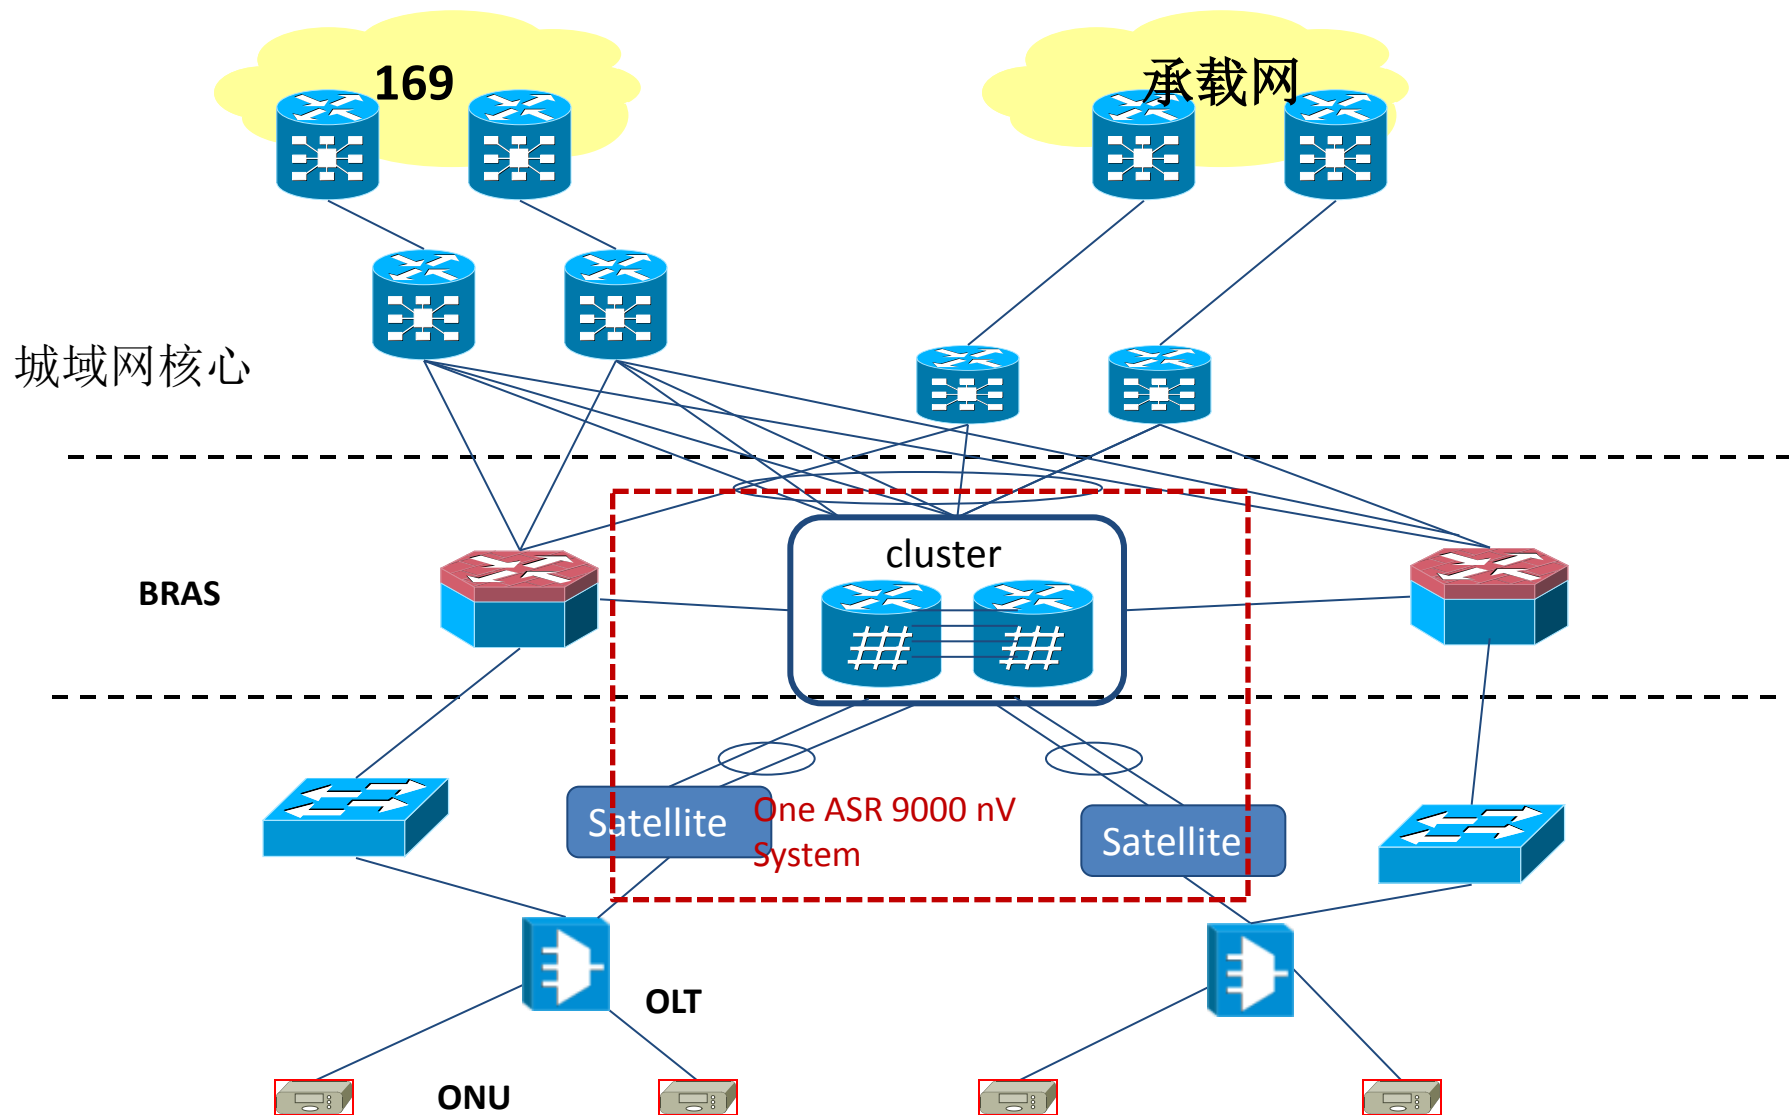 169
承载网
城域网核心
cluster
BRAS
Satellite
One ASR 9000 nV
System
Satellite
OLT
ONU